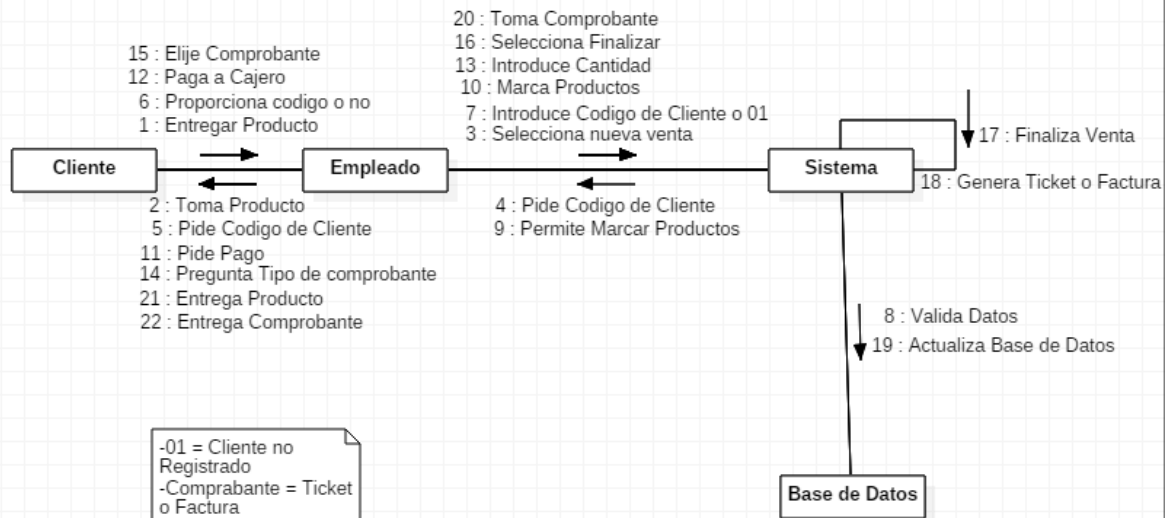 20 : Toma Comprobante
16 : Selecciona Finalizar
13 : Introduce Cantidad
10 : Marca Productos
7 : Introduce Codigo de Cliente o 01
3 : Selecciona nueva venta
15 : Elije Comprobante
12 : Paga a Cajero
6 : Proporciona codigo o no
1 : Entregar Producto
17 : Finaliza Venta
18 : Genera Ticket o Factura
Cliente
Empleado
Sistema
2 : Toma Producto
5 : Pide Codigo de Cliente
11 : Pide Pago
14 : Pregunta Tipo de comprobante
21 : Entrega Producto
22 : Entrega Comprobante
4 : Pide Codigo de Cliente
9 : Permite Marcar Productos
8 : Valida Datos
19 : Actualiza Base de Datos
-01 = Cliente no
Registrado
-Comprabante = Ticket
o Factura
Base de Datos